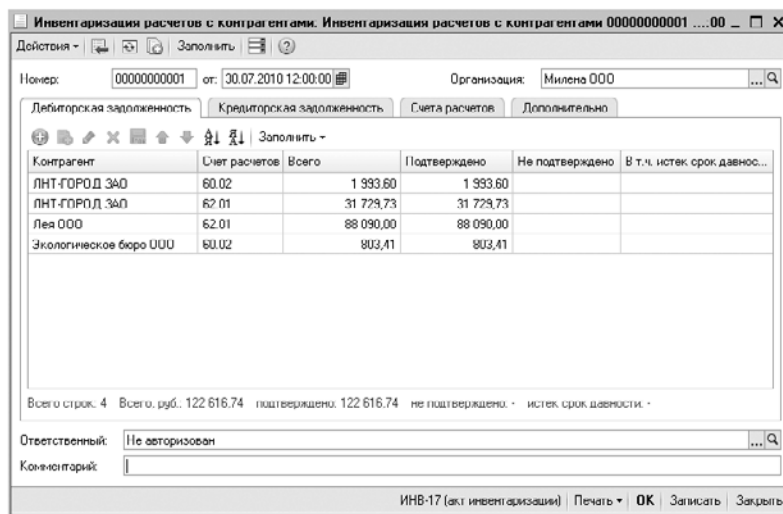 Инвентаризация расчетов с контрагентами. Инвентаризация расчетов с контрагентами 00000000001 ....00
Действия Заполнить
Номер: 00000000001 от: 30.07.2010 12:00:00 Организация: Милена ООО ...
Дебиторская задолженность Кредиторская задолженность Счета расчетов Дополнительно
Заполнить
Контрагент Счет расчетов Всего Подтверждено Не подтверждено В т.ч. истек срок давнос...
ЛНТ-ГОРОД ЗАО 60.02 1 993,60 1 993,60
ЛНТ-ГОРОД ЗАО 62.01 31 729,73 31 729,73
Лея ООО 62.01 88 090,00 88 090,00
Экологическое бюро ООО 60.02 803,41 803,41
Всего строк: 4 Всего, руб.: 122 616.74 подтверждено: 122 616.74 не подтверждено: - истек срок давности: -
Ответственный: Не авторизован ...
Комментарий:
ИНВ-17 (акт инвентаризации) Печать OK Записать Закрыть